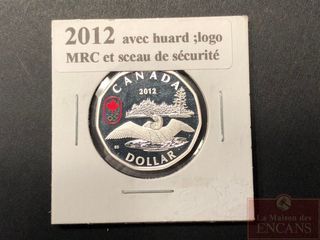 2012 avec huard ;logo
MRC et sceau de sécurité
CANADA
2012
DOLLAR
La Maison des
ENCANS